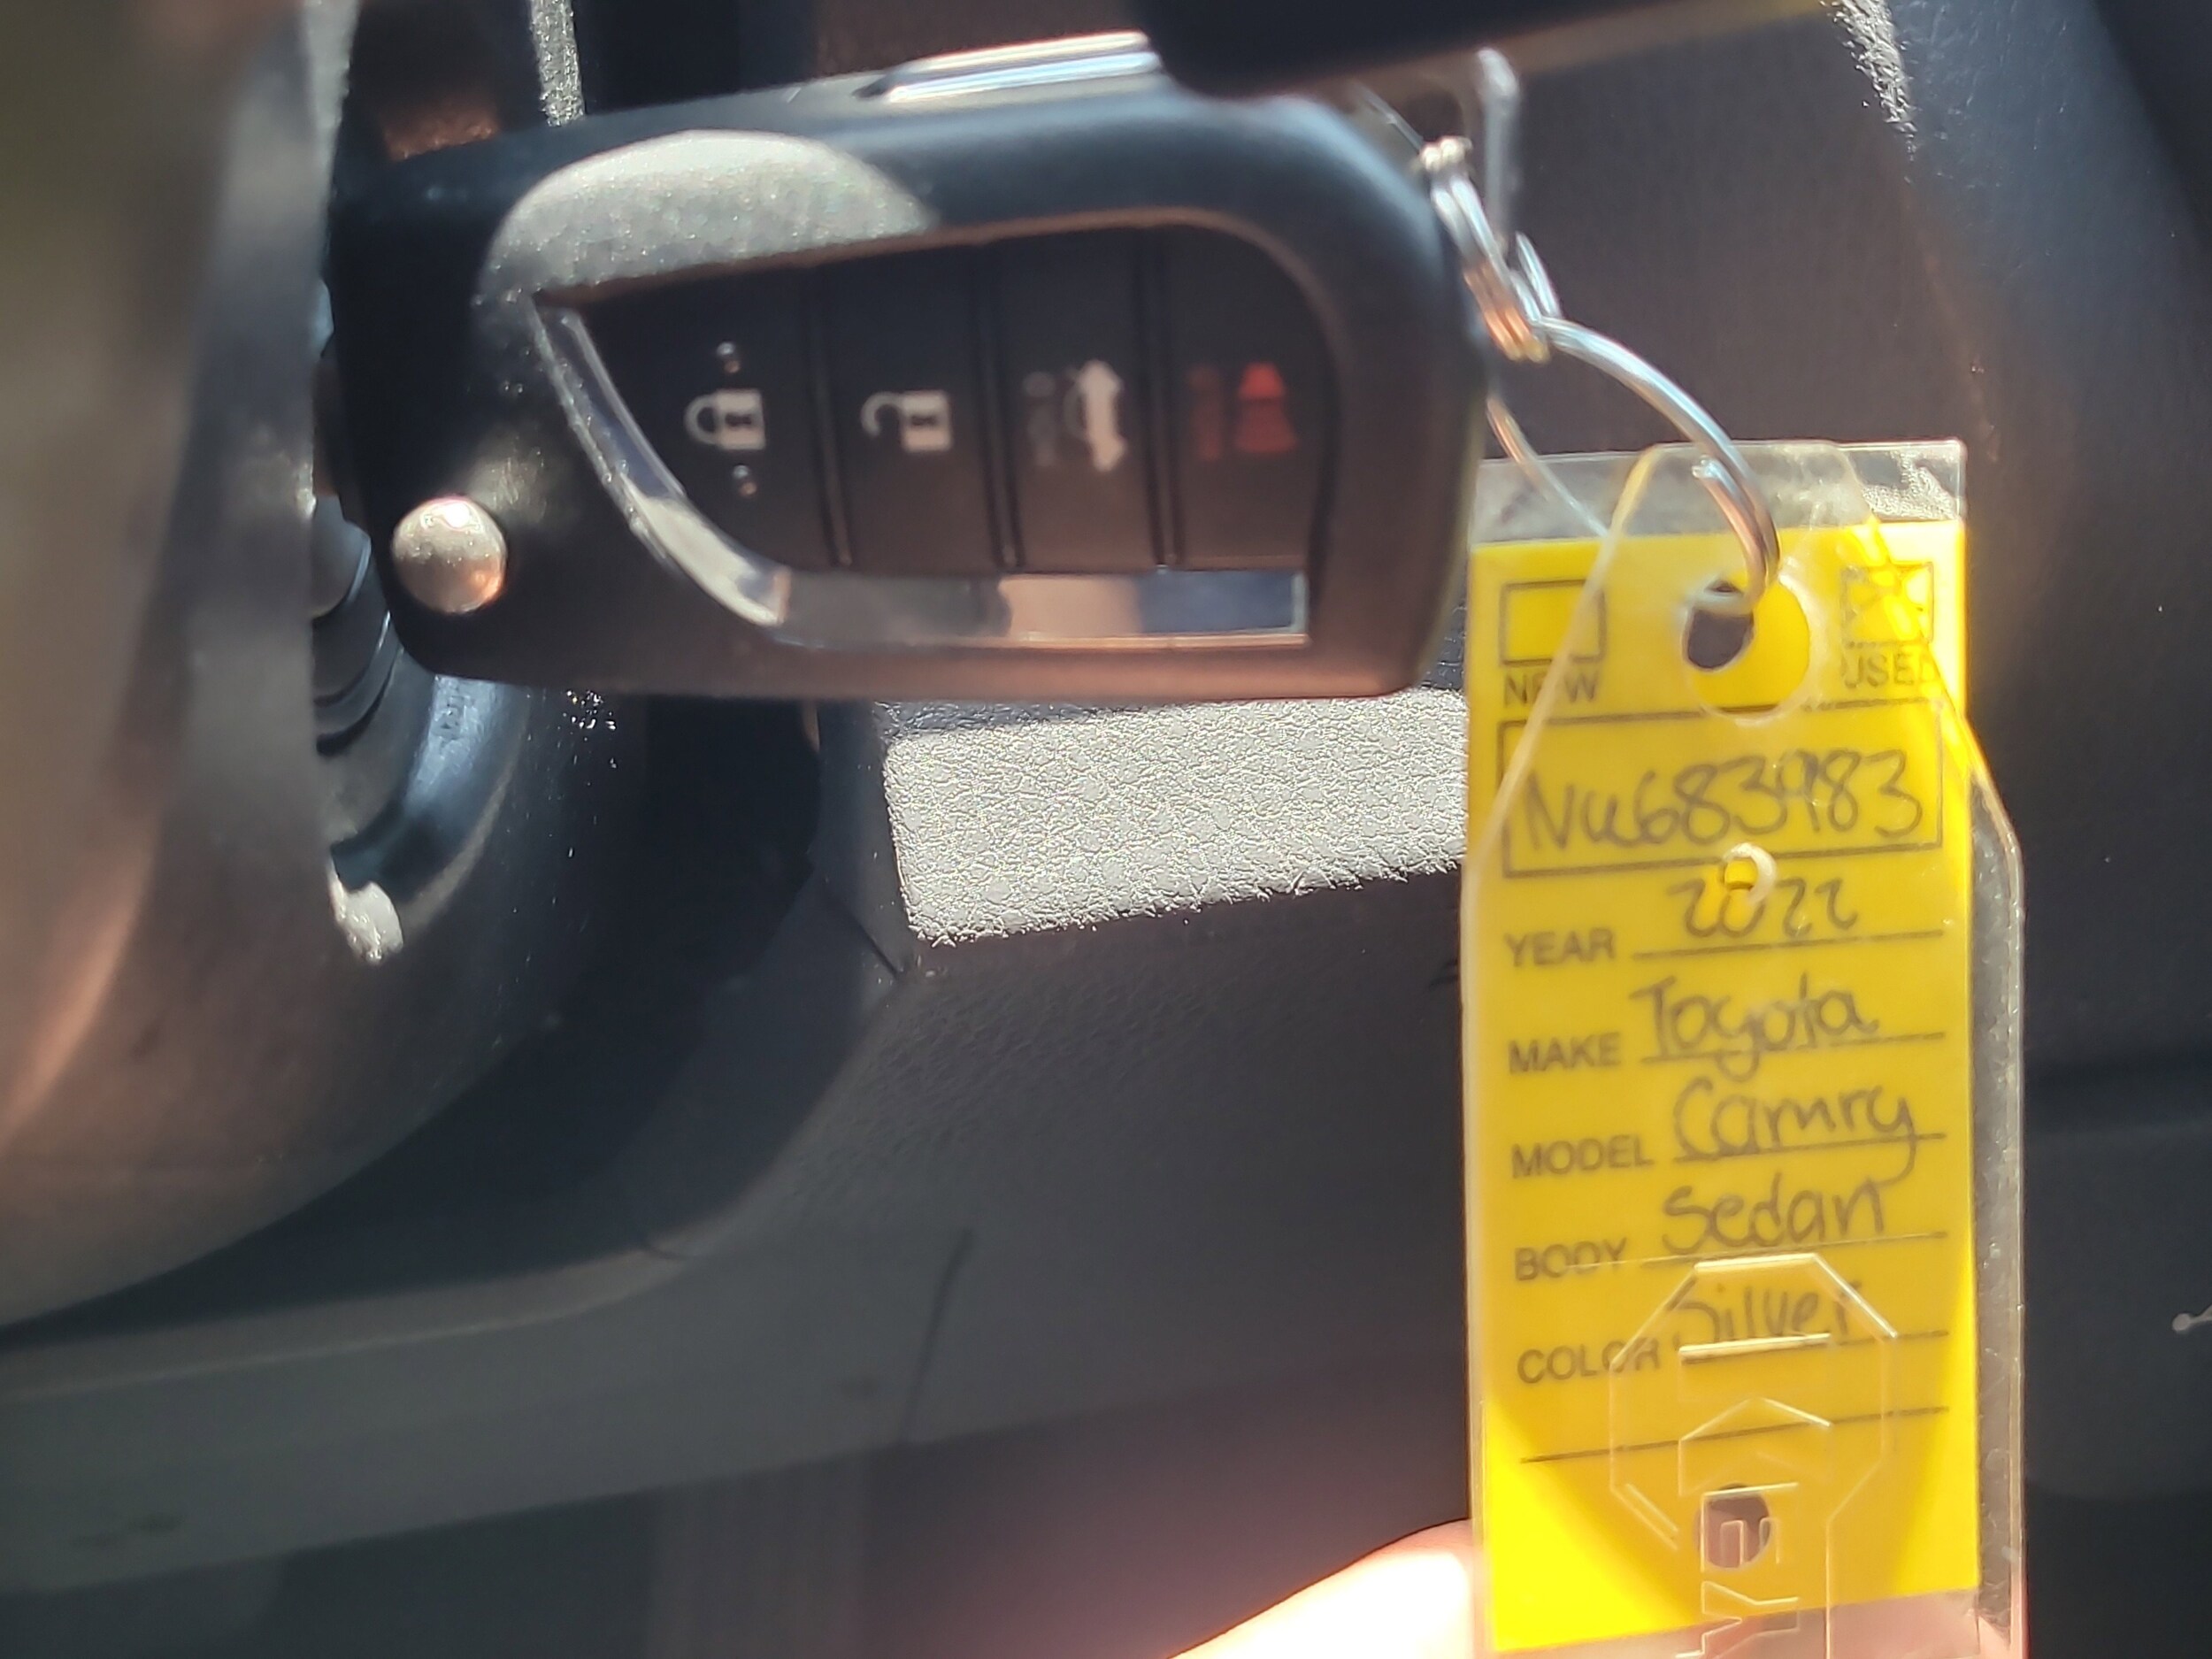 NEW USED
Nu683983
YEAR 2022
MAKE Toyota
MODEL Camry
BODY Sedan
COLOR Silver